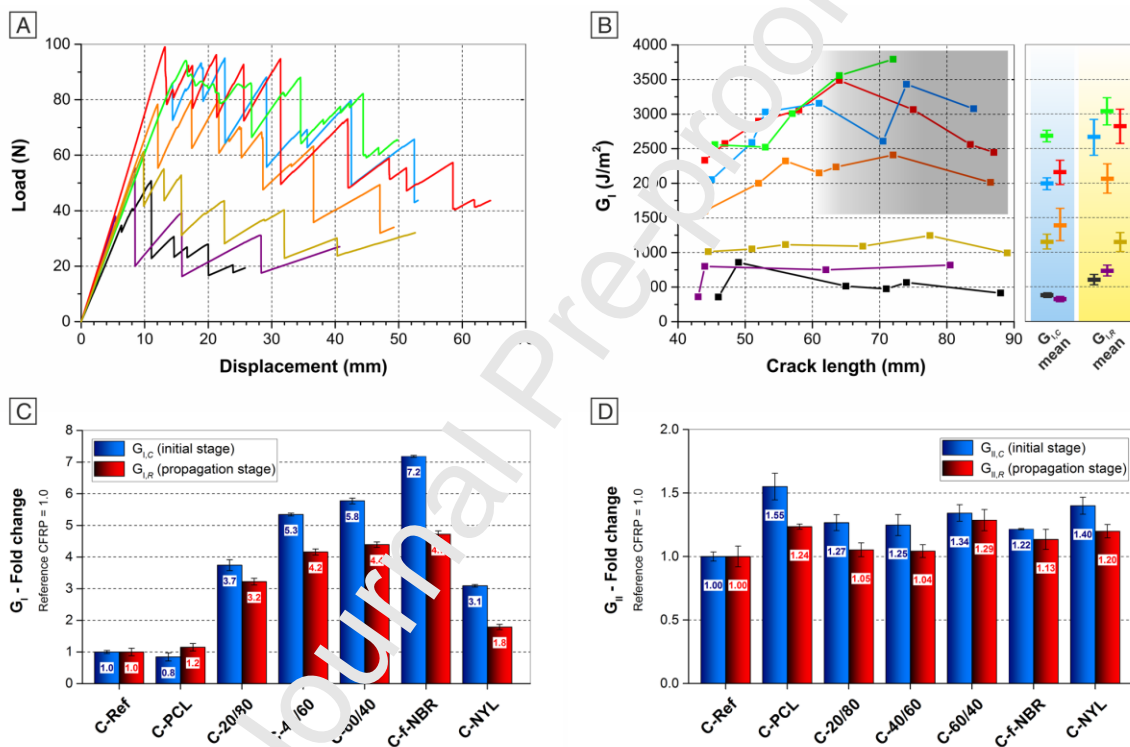 A
Load (N)
100
80
60
40
20
0
0 10 20 30 40 50 60
Displacement (mm)
B
G_I (J/m²)
4000
3500
3000
2500
2000
1500
40 50 60 70 80 90
Crack length (mm)
G_I,C mean
G_I,R mean
C
G_I - Fold change
Reference CFRP = 1.0
8
7
6
5
4
3
2
1
0
G_I,C (initial stage)
G_I,R (propagation stage)
1.0 1.0 0.8 1.2 3.7 3.2 5.3 4.2 5.8 7.2 3.1 1.8
C-Ref C-PCL C-20/80 C-f-NBR C-NYL
D
G_II - Fold change
Reference CFRP = 1.0
2.0
1.5
1.0
0.5
0.0
G_II,C (initial stage)
G_II,R (propagation stage)
1.00 1.00 1.55 1.24 1.27 1.05 1.25 1.04 1.34 1.29 1.22 1.13 1.40 1.20
C-Ref C-PCL C-20/80 C-40/60 C-60/40 C-f-NBR C-NYL
Journal Pre-proo